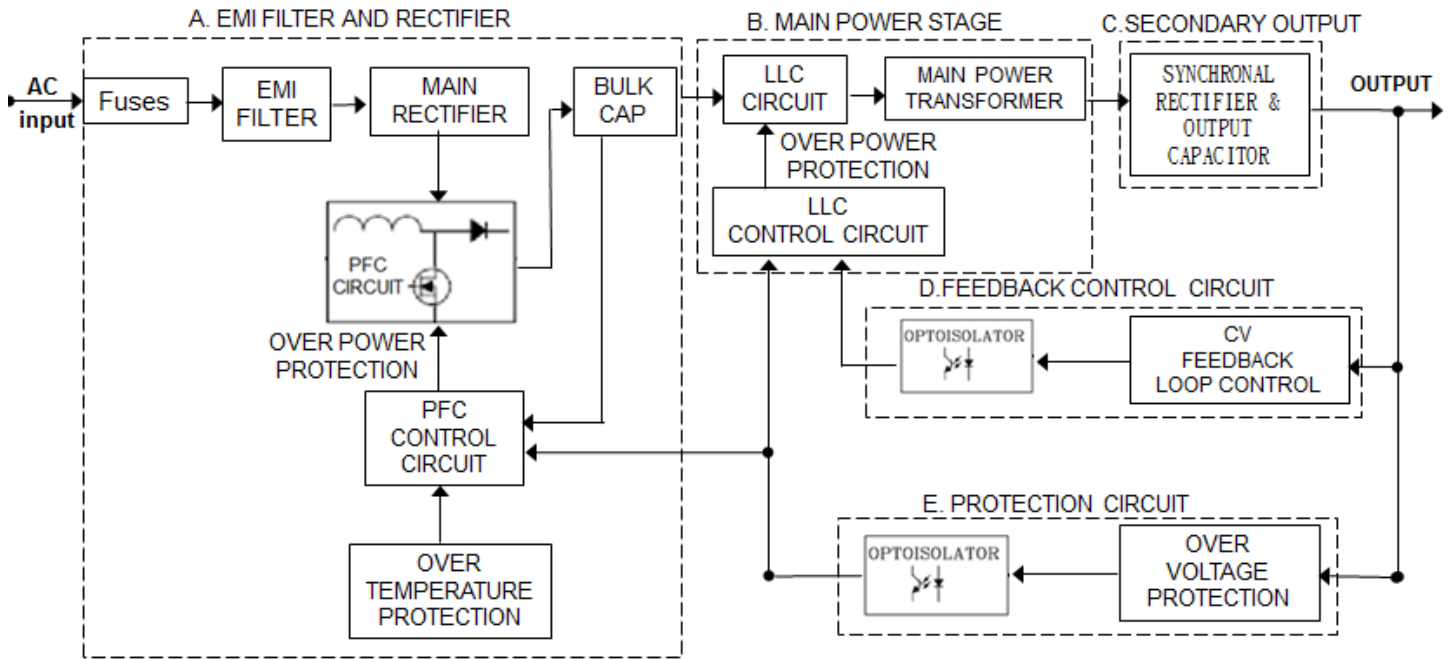 A. EMI FILTER AND RECTIFIER
B. MAIN POWER STAGE
C.SECONDARY OUTPUT
AC
input
Fuses
EMI
FILTER
MAIN
RECTIFIER
BULK
CAP
LLC
CIRCUIT
MAIN POWER
TRANSFORMER
SYNCHRONAL
RECTIFIER &
OUTPUT
CAPACITOR
OUTPUT
OVER POWER
PROTECTION
LLC
CONTROL CIRCUIT
PFC
CIRCUIT
OVER POWER
PROTECTION
D.FEEDBACK CONTROL CIRCUIT
OPTOISOLATOR
CV
FEEDBACK
LOOP CONTROL
PFC
CONTROL
CIRCUIT
E. PROTECTION CIRCUIT
OPTOISOLATOR
OVER
VOLTAGE
PROTECTION
OVER
TEMPERATURE
PROTECTION